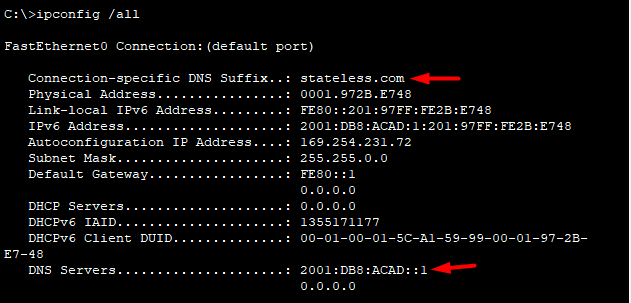 C:\>ipconfig /all
FastEthernet0 Connection:(default port)
Connection-specific DNS Suffix..: stateless.com
Physical Address................: 0001.972B.E748
Link-local IPv6 Address.........: FE80::201:97FF:FE2B:E748
IPv6 Address....................: 2001:DB8:ACAD:1:201:97FF:FE2B:E748
Autoconfiguration IP Address....: 169.254.231.72
Subnet Mask.....................: 255.255.0.0
Default Gateway.................: FE80::1
0.0.0.0
DHCP Servers....................: 0.0.0.0
DHCPv6 IAID.....................: 1355171177
DHCPv6 Client DUID..............: 00-01-00-01-5C-A1-59-99-00-01-97-2B-
E7-48
DNS Servers.....................: 2001:DB8:ACAD::1
0.0.0.0